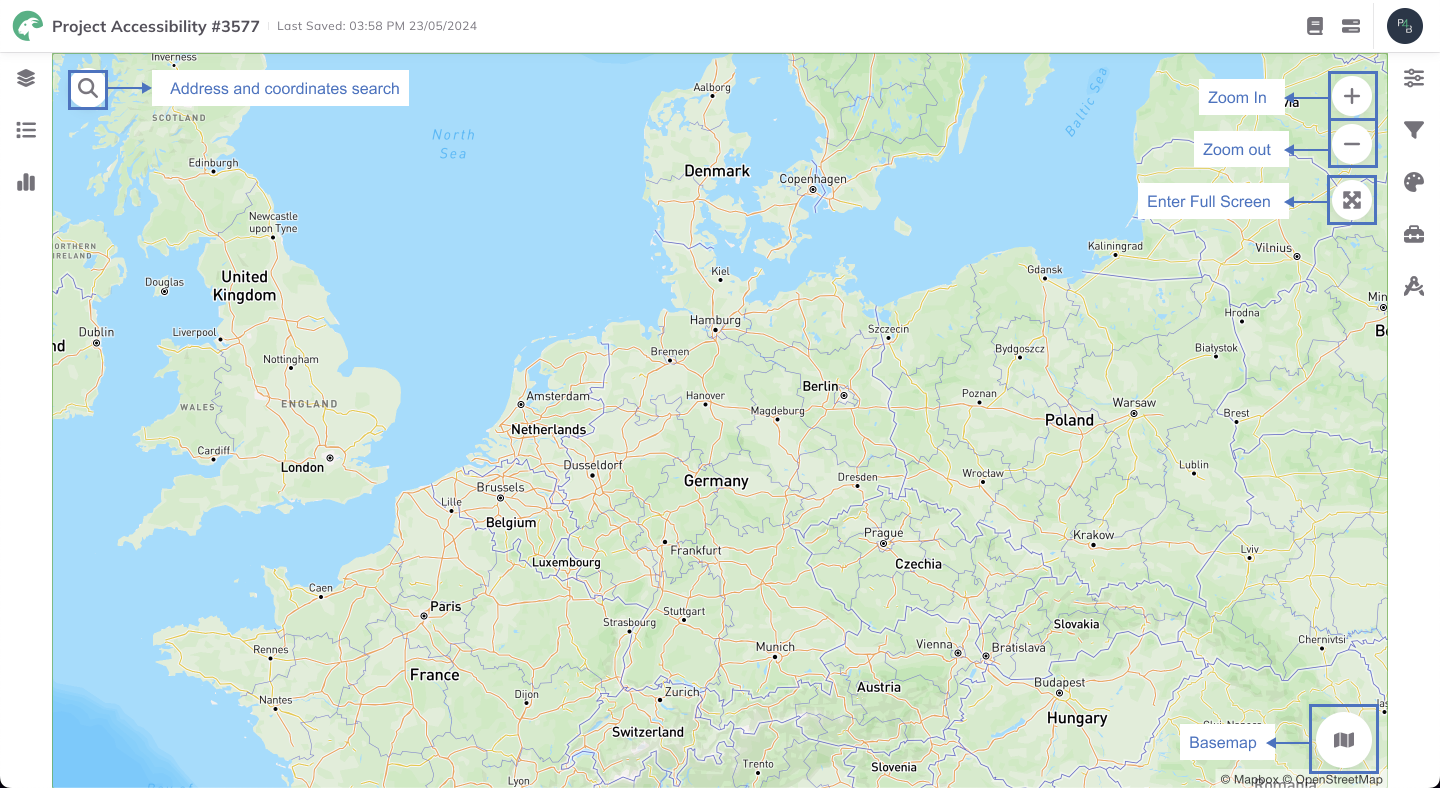 Project Accessibility #3577
Last Saved: 03:58 PM 23/05/2024
P4B
Inverness
Address and coordinates search
SCOTLAND
Edinburgh
North
Sea
Aalborg
Baltic Sea
Zoom In
Zoom out
Enter Full Screen
Denmark
Copenhagen
Newcastle
upon Tyne
Kaliningrad
Vilnius
Douglas
United
Kingdom
Kiel
Gdansk
Hrodna
Dublin
Liverpool
Hamburg
Szczecin
Nottingham
Bremen
Bydgoszcz
Białystok
Berlin
WALES
ENGLAND
Amsterdam
Hanover
Magdeburg
Poznan
Warsaw
Brest
Netherlands
Poland
Cardiff
London
Dusseldorf
Germany
Dresden
Wrocław
Lublin
Lille
Brussels
Belgium
Prague
Krakow
Lviv
Frankfurt
Luxembourg
Czechia
Caen
Paris
Stuttgart
Strasbourg
Slovakia
Chernivtsi
Rennes
Munich
Vienna
Bratislava
France
Budapest
Nantes
Dijon
Zurich
Austria
Hungary
Switzerland
Basemap
Trento
Slovenia
Lyon
© Mapbox © OpenStreetMap
Romania